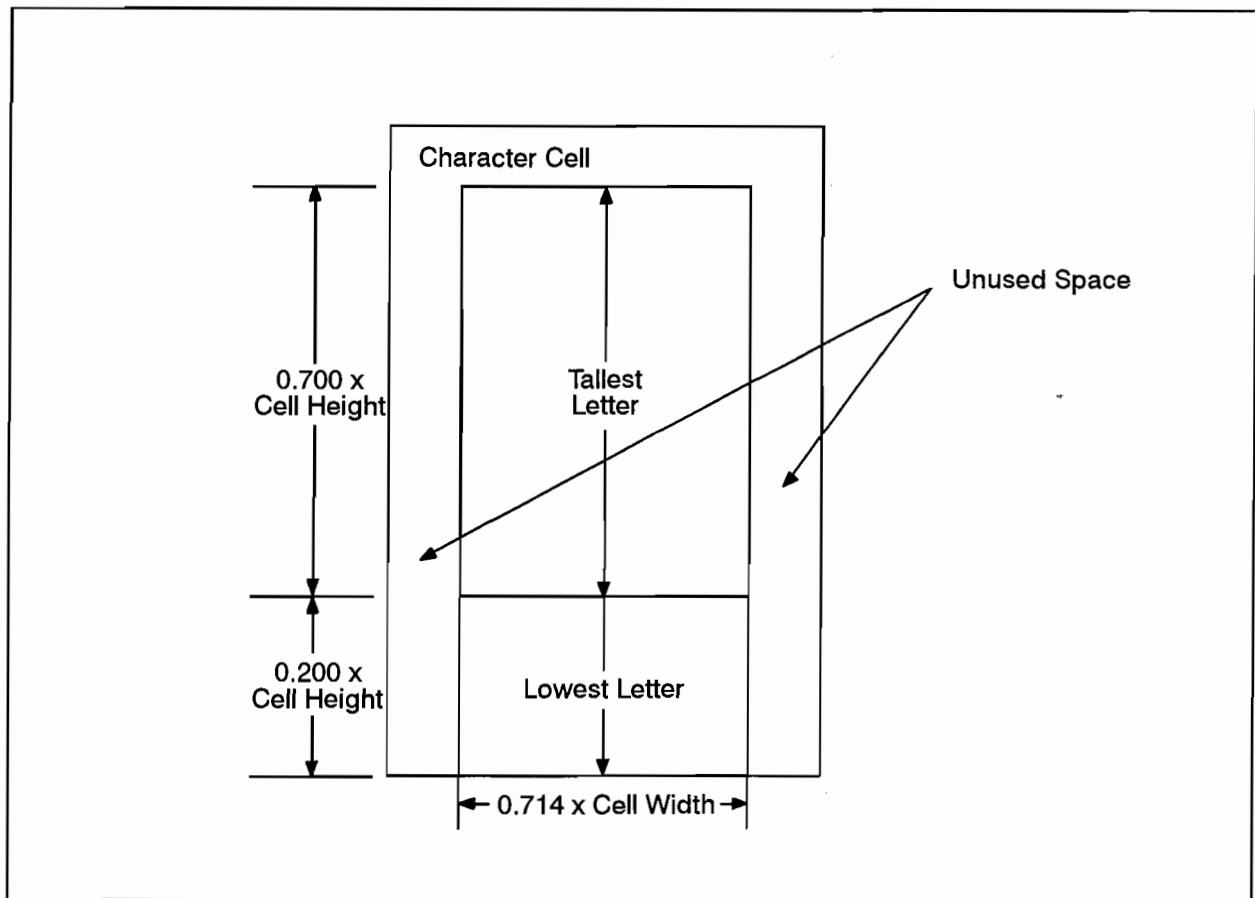 Character Cell
Unused Space
0.700 x
Cell Height
Tallest
Letter
0.200 x
Cell Height
Lowest Letter
0.714 x Cell Width